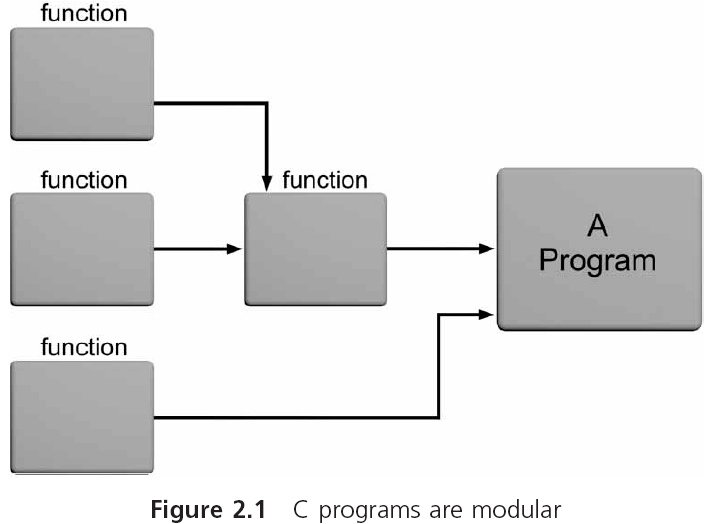 function
function
function
A
Program
function
Figure 2.1 C programs are modular